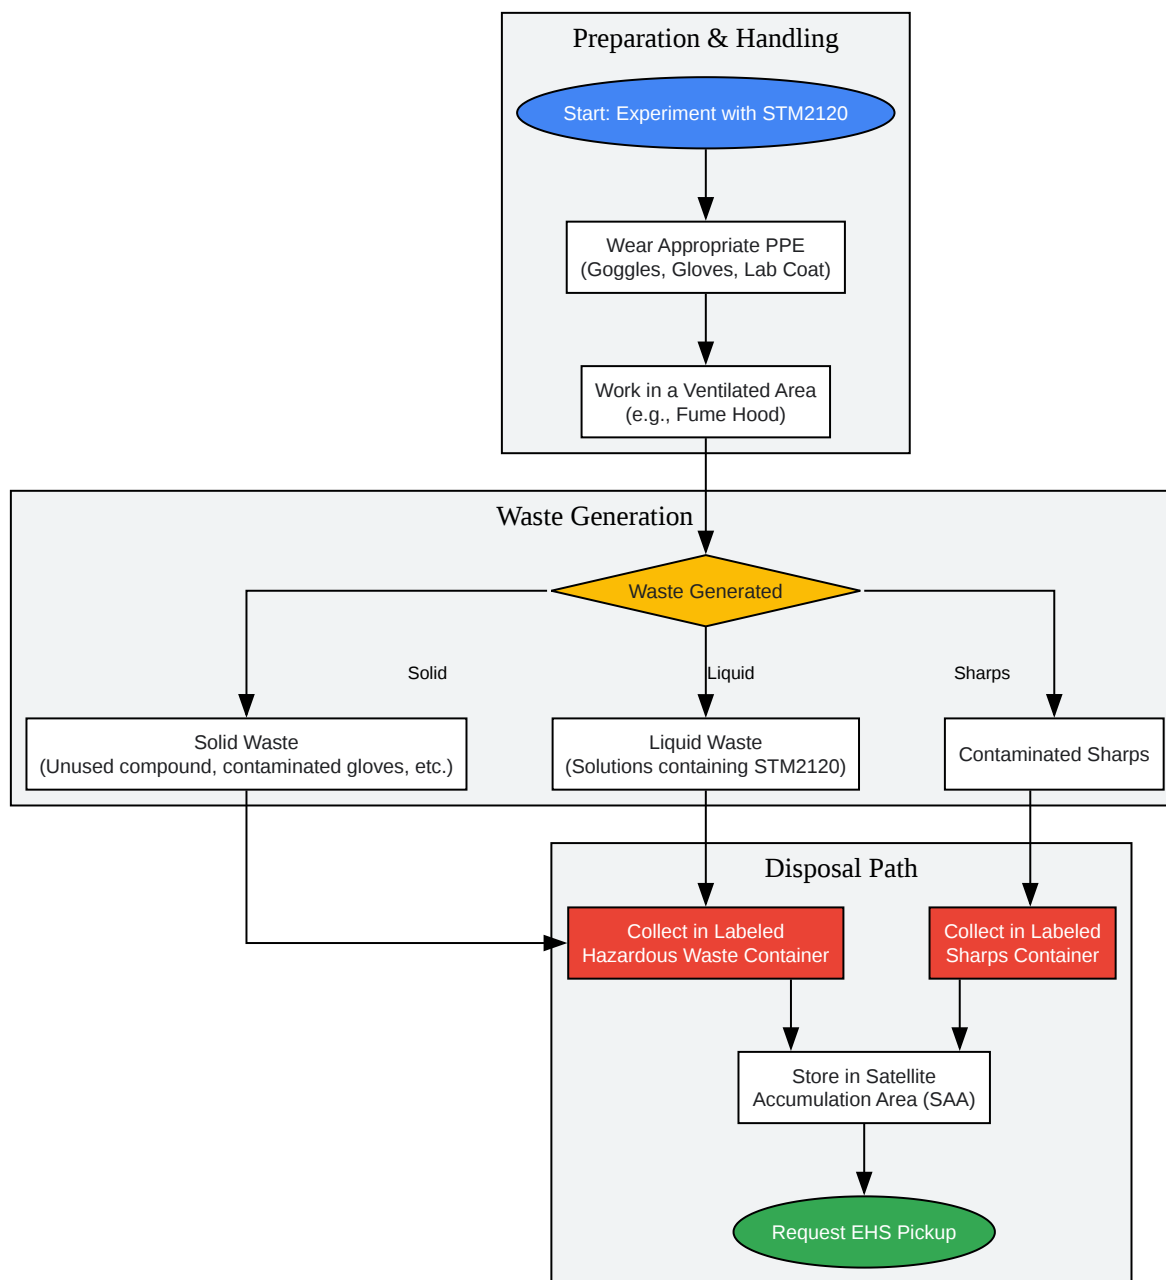 Preparation & Handling
Start: Experiment with STM2120
Wear Appropriate PPE
(Goggles, Gloves, Lab Coat)
Work in a Ventilated Area
(e.g., Fume Hood)
Waste Generation
Waste Generated
Solid
Liquid
Sharps
Solid Waste
(Unused compound, contaminated gloves, etc.)
Liquid Waste
(Solutions containing STM2120)
Contaminated Sharps
Disposal Path
Collect in Labeled
Hazardous Waste Container
Collect in Labeled
Sharps Container
Store in Satellite
Accumulation Area (SAA)
Request EHS Pickup